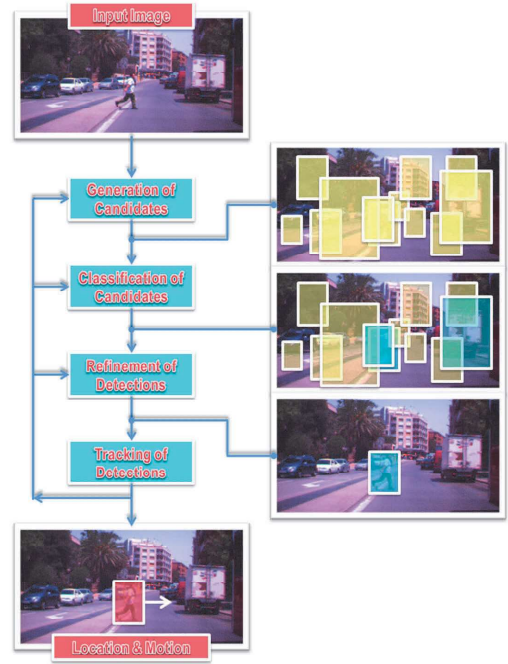 Input Image
Generation of
Candidates
Classification of
Candidates
Refinement of
Detections
Tracking of
Detections
Location & Motion